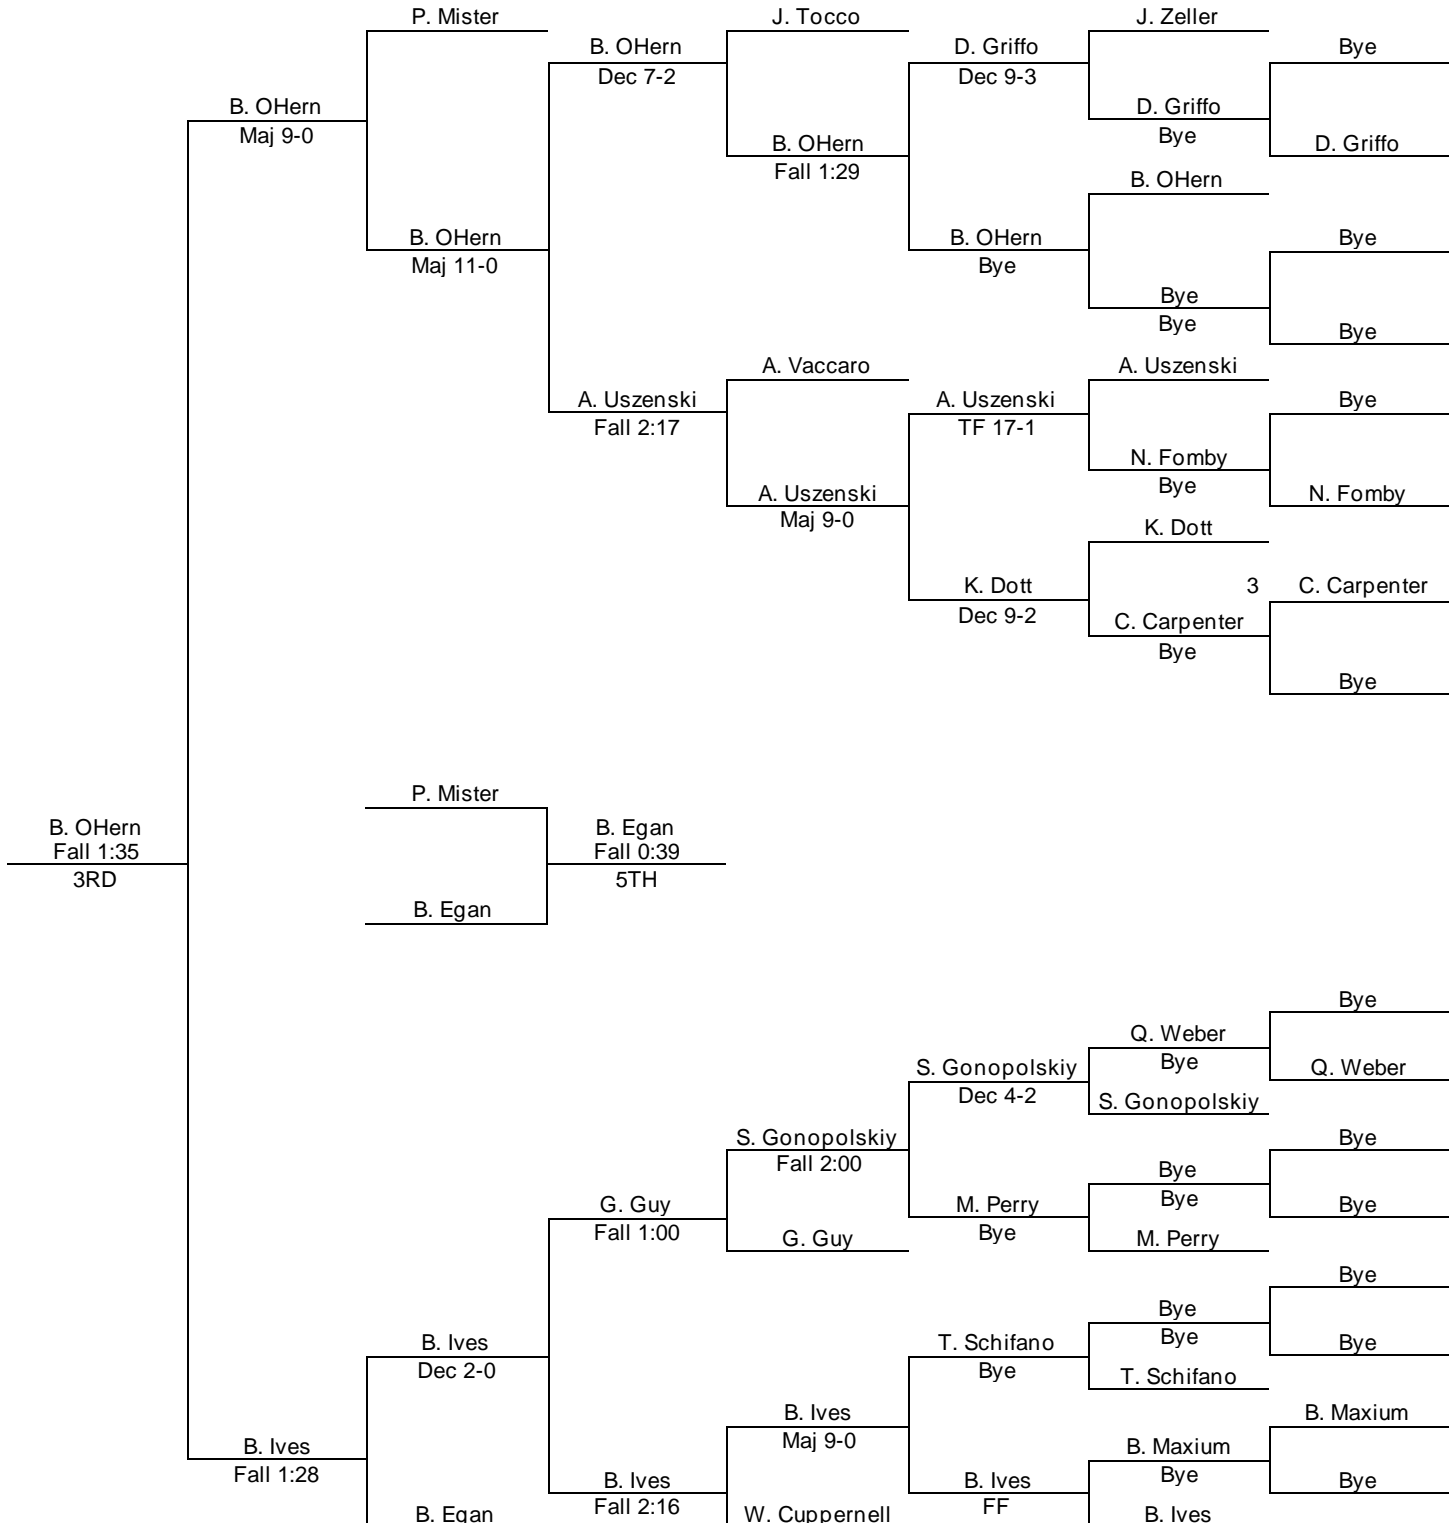 P. Mister
J. Tocco
J. Zeller
B. OHern
Dec 7-2
D. Griffo
Dec 9-3
Bye
B. OHern
Maj 9-0
D. Griffo
Bye
B. OHern
Fall 1:29
D. Griffo
B. OHern
B. OHern
Maj 11-0
B. OHern
Bye
Bye
Bye
Bye
Bye
A. Vaccaro
A. Uszenski
A. Uszenski
Fall 2:17
A. Uszenski
TF 17-1
Bye
N. Fomby
Bye
A. Uszenski
Maj 9-0
N. Fomby
K. Dott
K. Dott
Dec 9-2
3 C. Carpenter
C. Carpenter
Bye
Bye
P. Mister
B. OHern
Fall 1:35
3RD
B. Egan
Fall 0:39
5TH
B. Egan
Bye
Q. Weber
Bye
S. Gonopolskiy
Dec 4-2
Q. Weber
S. Gonopolskiy
S. Gonopolskiy
Fall 2:00
Bye
Bye
Bye
G. Guy
Fall 1:00
M. Perry
Bye
Bye
G. Guy
M. Perry
Bye
Bye
Bye
B. Ives
Dec 2-0
T. Schifano
Bye
Bye
T. Schifano
B. Ives
Maj 9-0
B. Maxium
B. Ives
Fall 1:28
B. Maxium
Bye
B. Ives
Fall 2:16
B. Ives
FF
Bye
B. Egan
W. Cuppernell
B. Ives